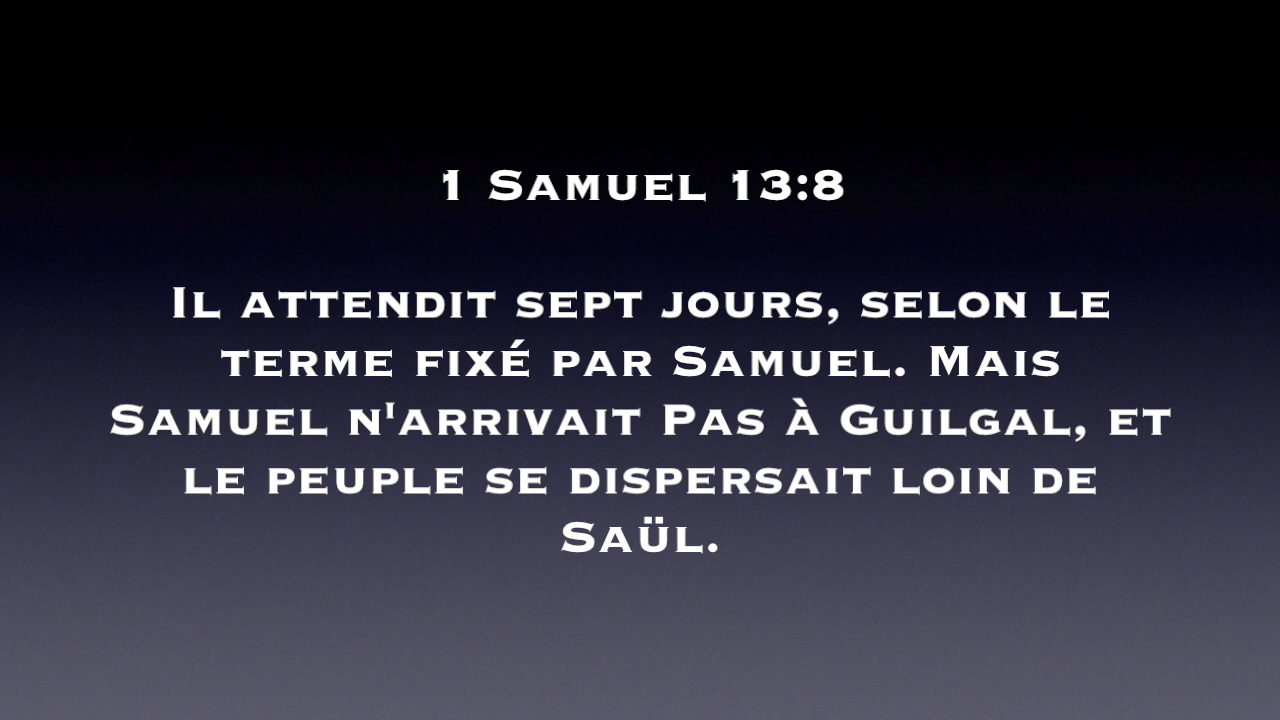 1 Samuel 13:8
Il attendit sept jours, selon le
terme fixé par Samuel. Mais
Samuel n'arrivait Pas à Guilgal, et
le peuple se dispersait loin de
Saül.